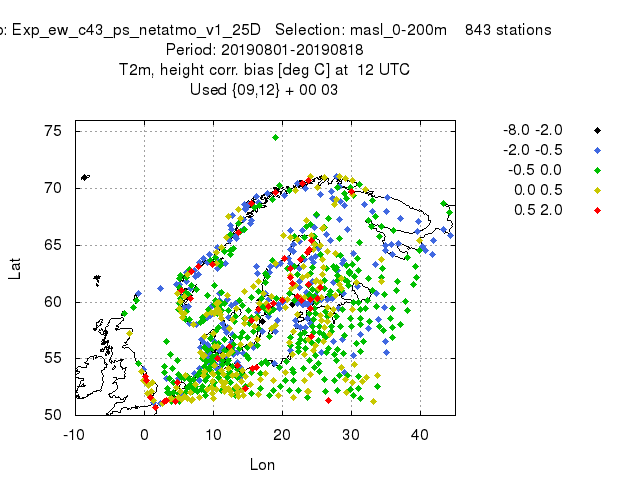 : Exp_ew_c43_ps_netatmo_v1_25D Selection: masl_0-200m 843 stations
Period: 20190801-20190818
T2m, height corr. bias [deg C] at 12 UTC
Used {09,12} + 00 03
75
70
65
60
55
50
Lat
-10 0 10 20 30 40
Lon
-8.0 -2.0
-2.0 -0.5
-0.5 0.0
0.0 0.5
0.5 2.0